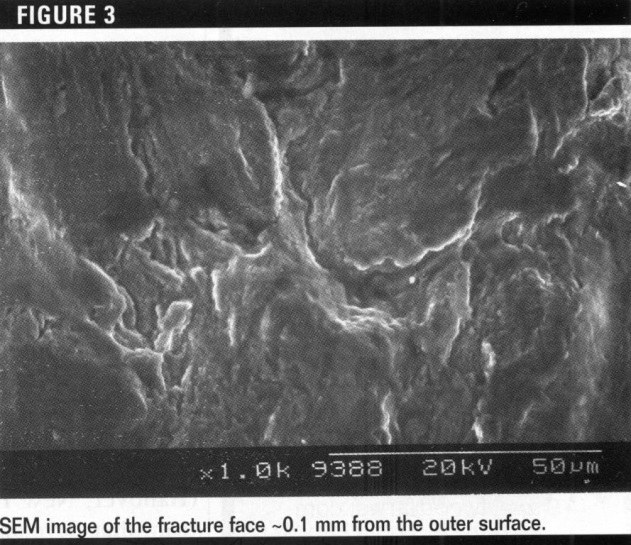 FIGURE 3
×1.0k 9388 20kV 50μm
SEM image of the fracture face ~0.1 mm from the outer surface.